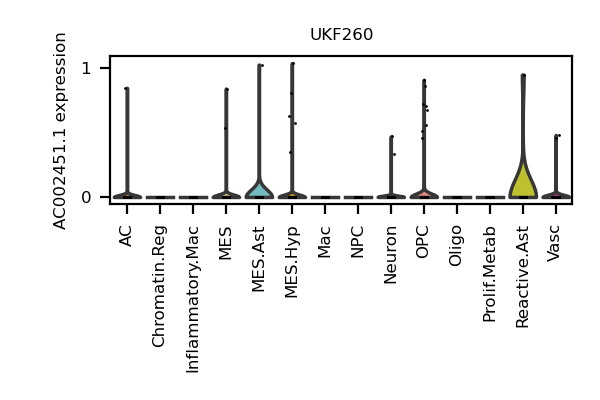 UKF260
AC002451.1 expression
1
0
AC
Chromatin.Reg
Inflammatory.Mac
MES
MES.Ast
MES.Hyp
Mac
NPC
Neuron
OPC
Oligo
Prolif.Metab
Reactive.Ast
Vasc